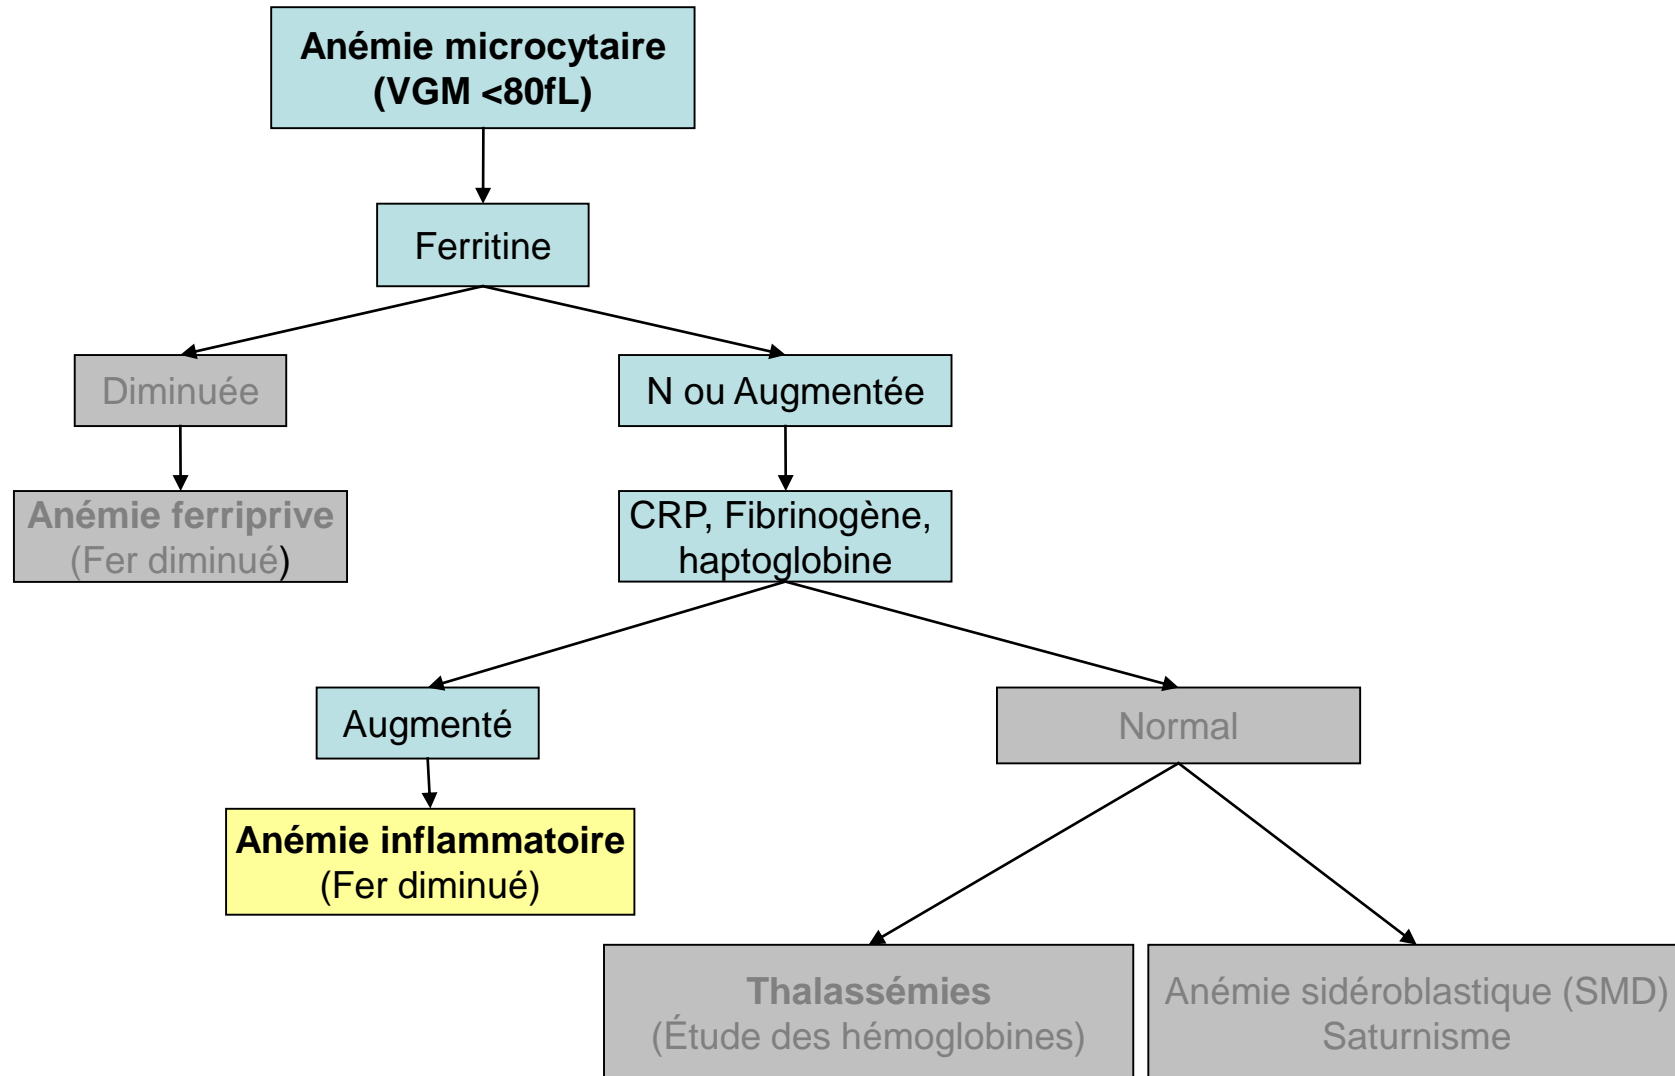 Anémie microcytaire
(VGM <80fL)
Ferritine
Diminuée
N ou Augmentée
Anémie ferriprive
(Fer diminué)
CRP, Fibrinogène,
haptoglobine
Augmenté
Normal
Anémie inflammatoire
(Fer diminué)
Thalassémies
(Étude des hémoglobines)
Anémie sidéroblastique (SMD)
Saturnisme